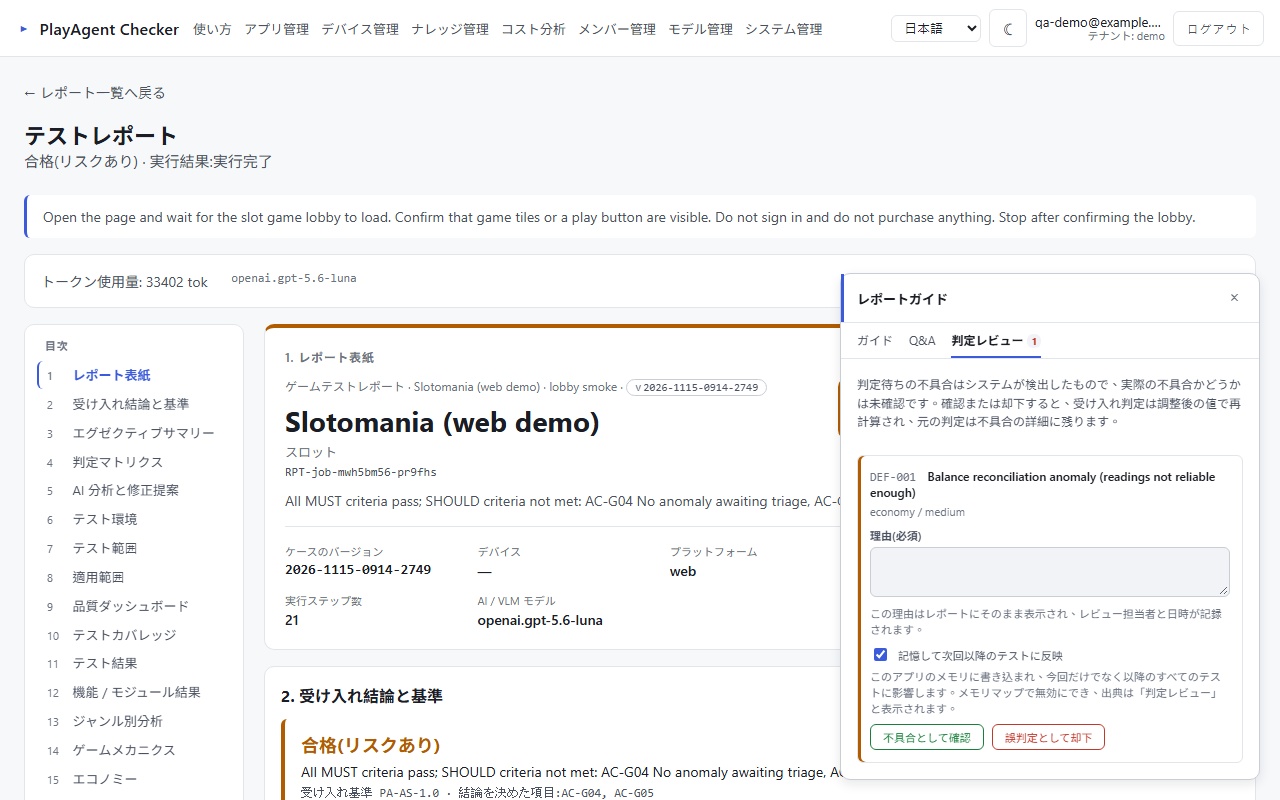 PlayAgent Checker 使い方 アプリ管理 デバイス管理 ナレッジ管理 コスト分析 メンバー管理 モデル管理 システム管理 日本語 qa-demo@example.... ログアウト
テナント: demo
← レポート一覧へ戻る
テストレポート
合格(リスクあり) · 実行結果:実行完了
Open the page and wait for the slot game lobby to load. Confirm that game tiles or a play button are visible. Do not sign in and do not purchase anything. Stop after confirming the lobby.
トークン使用量: 33402 tok openai.gpt-5.6-luna
目次
1 レポート表紙
2 受け入れ結論と基準
3 エグゼクティブサマリー
4 判定マトリクス
5 AI 分析と修正提案
6 テスト環境
7 テスト範囲
8 適用範囲
9 品質ダッシュボード
10 テストカバレッジ
11 テスト結果
12 機能 / モジュール結果
13 ジャンル別分析
14 ゲームメカニクス
15 エコノミー
1. レポート表紙
ゲームテストレポート · Slotomania (web demo) · lobby smoke · v 2026-1115-0914-2749
Slotomania (web demo)
スロット
RPT-job-mwh5bm56-pr9fhs
All MUST criteria pass; SHOULD criteria not met: AC-G04 No anomaly awaiting triage, AC-
ケースのバージョン デバイス プラットフォーム
2026-1115-0914-2749 — web
実行ステップ数 AI / VLM モデル
21 openai.gpt-5.6-luna
2. 受け入れ結論と基準
合格(リスクあり)
All MUST criteria pass; SHOULD criteria not met: AC-G04 No anomaly awaiting triage,
受け入れ基準 PA-AS-1.0 · 結論を決めた項目:AC-G04, AC-G05
レポートガイド ×
ガイド Q&A 判定レビュー 1
判定待ちの不具合はシステムが検出したもので、実際の不具合かどうか
は未確認です。確認または却下すると、受け入れ判定は調整後の値で再
計算され、元の判定は不具合の詳細に残ります。
DEF-001 Balance reconciliation anomaly (readings not reliable
enough)
economy / medium
理由(必須)
この理由はレポートにそのまま表示され、レビュー担当者と日時が記録
されます。
記憶して次回以降のテストに反映
このアプリのメモリに書き込まれ、今回だけでなく以降のすべてのテス
トに影響します。メモリマップで無効にでき、出典は「判定レビュー」
と表示されます。
不具合として確認 誤判定として却下